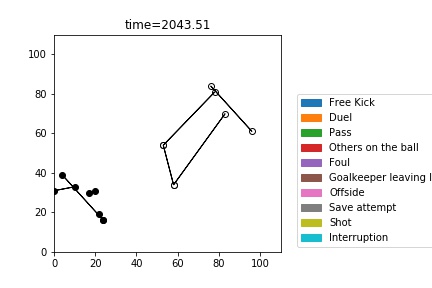 time=2043.51
100
80
60
40
20
0
0 20 40 60 80 100
Free Kick
Duel
Pass
Others on the ball
Foul
Goalkeeper leaving l
Offside
Save attempt
Shot
Interruption